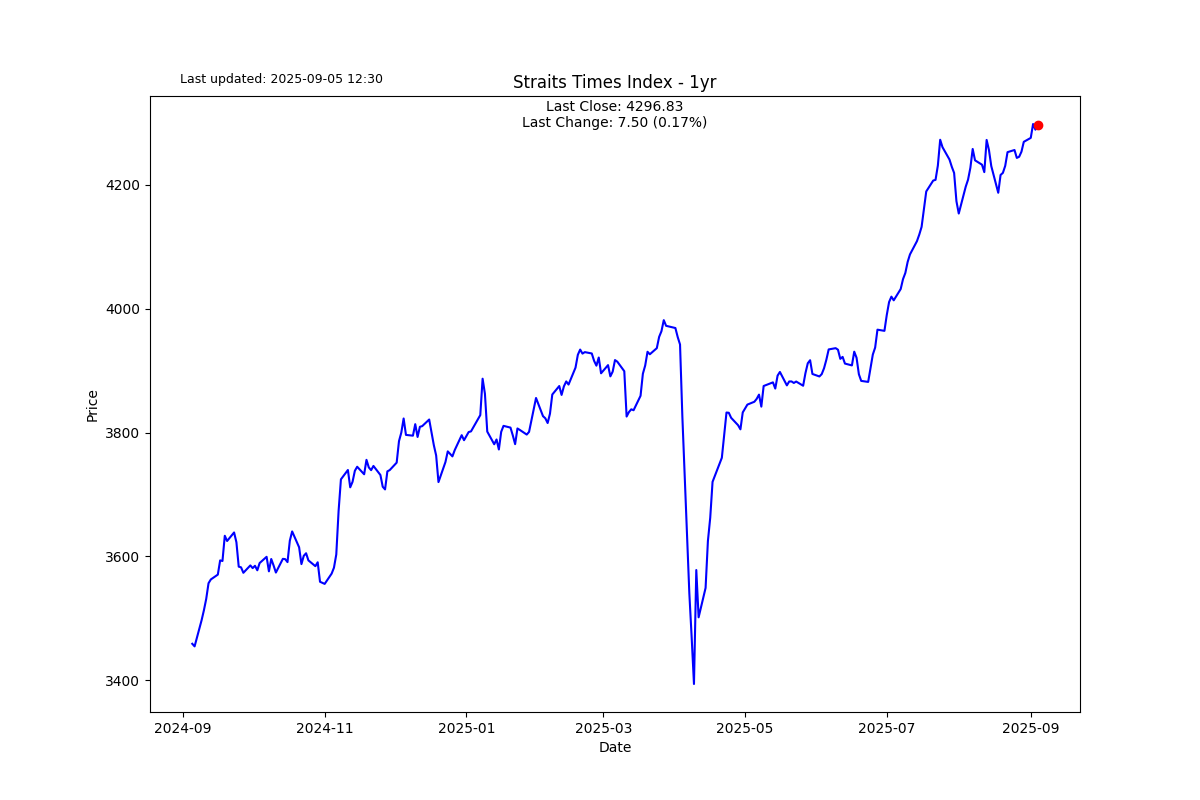 Last updated: 2025-09-05 12:30
Straits Times Index - 1yr
Last Close: 4296.83
Last Change: 7.50 (0.17%)
Price
4200
4000
3800
3600
3400
2024-09
2024-11
2025-01
2025-03
2025-05
2025-07
2025-09
Date